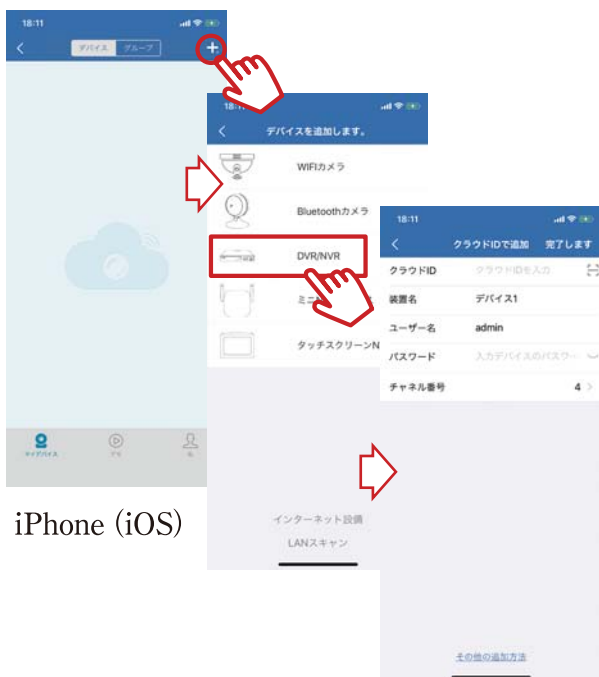 18:11
デバイス グループ
マイデバイス
iPhone (iOS)
デバイスを追加します。
WIFIカメラ
Bluetoothカメラ
DVR/NVR
タッチスクリーンN
インターネット設備
LANスキャン
18:11
クラウドIDで追加 完了します
クラウドID クラウドIDを入力
装置名 デバイス1
ユーザー名 admin
パスワード 入力デバイスのパスワー
チャネル番号 4
その他の追加方法